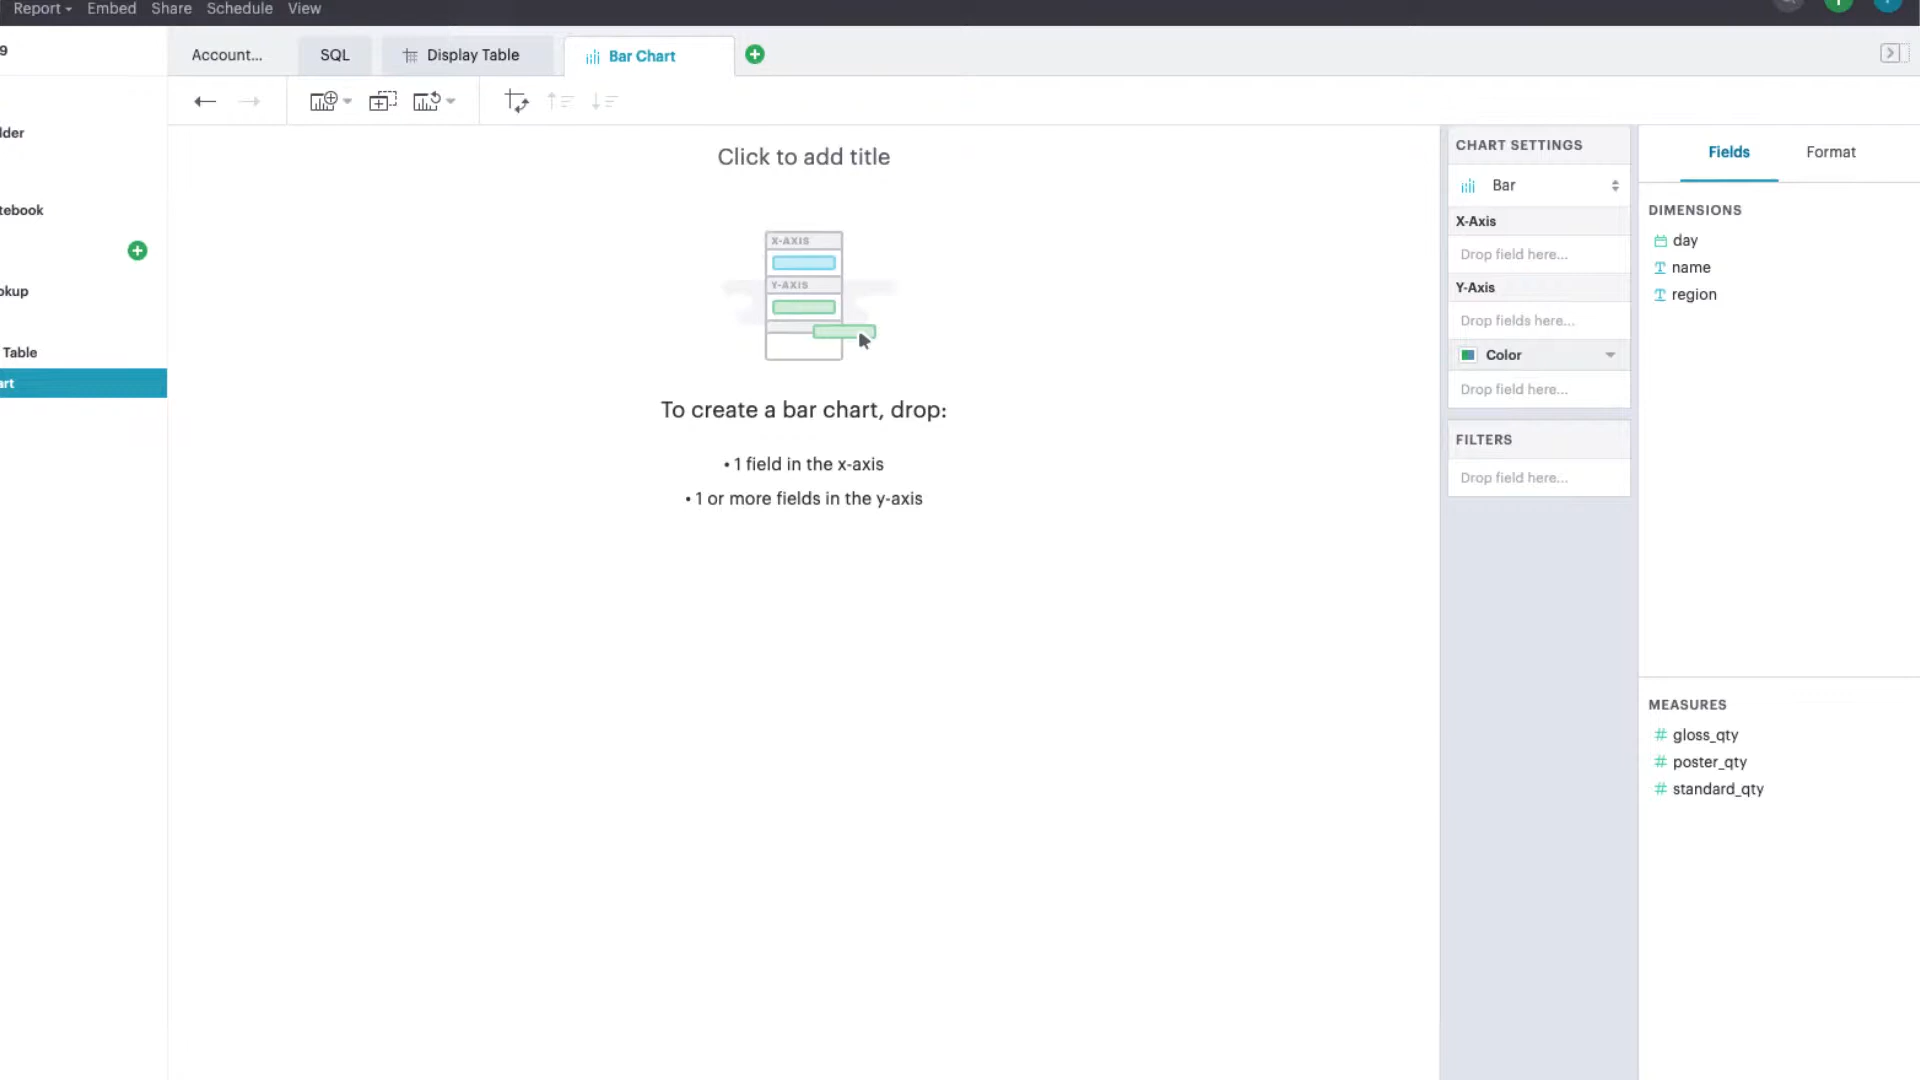 Report Embed Share Schedule View
9
Account... SQL Display Table Bar Chart
lder
tebook
okup
Table
art
Click to add title
X-AXIS
Y-AXIS
To create a bar chart, drop:
• 1 field in the x-axis
• 1 or more fields in the y-axis
CHART SETTINGS
Bar
X-Axis
Drop field here...
Y-Axis
Drop fields here...
Color
Drop field here...
FILTERS
Drop field here...
Fields Format
DIMENSIONS
day
name
region
MEASURES
# gloss_qty
# poster_qty
# standard_qty